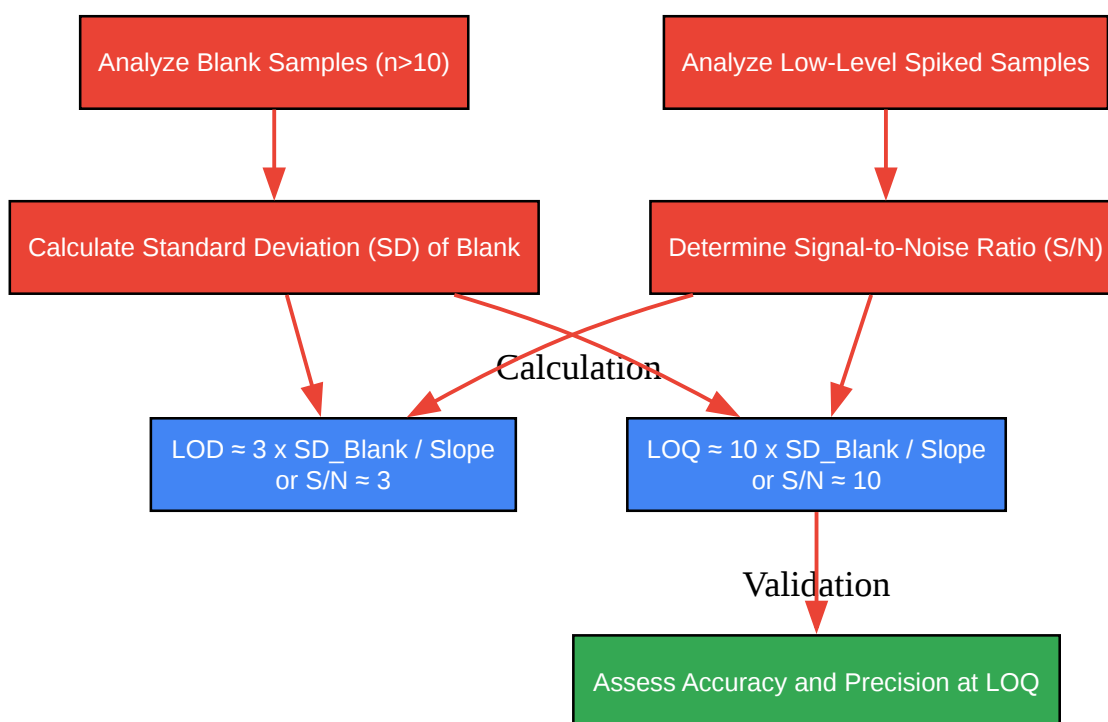 Analyze Blank Samples (n>10)
Analyze Low-Level Spiked Samples
Calculate Standard Deviation (SD) of Blank
Determine Signal-to-Noise Ratio (S/N)
Calculation
LOD ≈ 3 x SD_Blank / Slope
or S/N ≈ 3
LOQ ≈ 10 x SD_Blank / Slope
or S/N ≈ 10
Validation
Assess Accuracy and Precision at LOQ